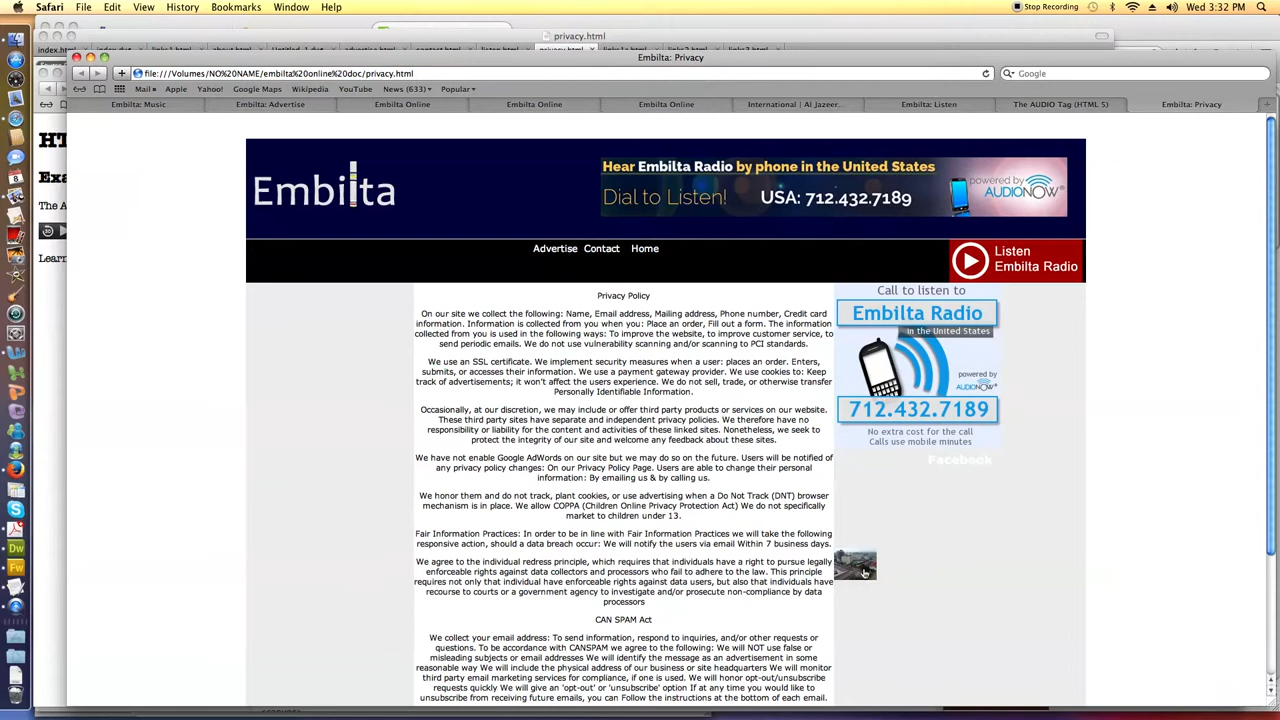 Safari File Edit View History Bookmarks Window Help Stop Recording Wed 3:32 PM
privacy.html
Embilta: Privacy
file:///Volumes/NO%20NAME/embilta%20online%20doc/privacy.html Google
Mail Apple Yahoo! Google Maps Wikipedia YouTube News (633) Popular
Embilta: Music Embilta: Advertise Embilta Online Embilta Online Embilta Online International | Al Jazeer... Embilta: Listen The AUDIO Tag (HTML 5) Embilta: Privacy
Embilta
Hear Embilta Radio by phone in the United States
Dial to Listen! USA: 712.432.7189
powered by
AUDIONOW
Advertise Contact Home
Listen
Embilta Radio
Privacy Policy
On our site we collect the following: Name, Email address, Mailing address, Phone number, Credit card
information. Information is collected from you when you: Place an order, Fill out a form. The information
collected from you is used in the following ways: To improve the website, to improve customer service, to
send periodic emails. We do not use vulnerability scanning and/or scanning to PCI standards.
We use an SSL certificate. We implement security measures when a user: places an order. Enters,
submits, or accesses their information. We use a payment gateway provider. We use cookies to: Keep
track of advertisements; it won't affect the users experience. We do not sell, trade, or otherwise transfer
Personally Identifiable Information.
Occasionally, at our discretion, we may include or offer third party products or services on our website.
These third party sites have separate and independent privacy policies. We therefore have no
responsibility or liability for the content and activities of these linked sites. Nonetheless, we seek to
protect the integrity of our site and welcome any feedback about these sites.
We have not enable Google AdWords on our site but we may do so on the future. Users will be notified of
any privacy policy changes: On our Privacy Policy Page. Users are able to change their personal
information: By emailing us & by calling us.
We honor them and do not track, plant cookies, or use advertising when a Do Not Track (DNT) browser
mechanism is in place. We allow COPPA (Children Online Privacy Protection Act) We do not specifically
market to children under 13.
Fair Information Practices: In order to be in line with Fair Information Practices we will take the following
responsive action, should a data breach occur: We will notify the users via email Within 7 business days.
We agree to the individual redress principle, which requires that individuals have a right to pursue legally
enforceable rights against data collectors and processors who fail to adhere to the law. This principle
requires not only that individual have enforceable rights against data users, but also that individuals have
recourse to courts or a government agency to investigate and/or prosecute non-compliance by data
processors
CAN SPAM Act
We collect your email address: To send information, respond to inquiries, and/or other requests or
questions. To be accordance with CANSPAM we agree to the following: We will NOT use false or
misleading subjects or email addresses We will identify the message as an advertisement in some
reasonable way We will include the physical address of our business or site headquarters We will monitor
third party email marketing services for compliance, if one is used. We will honor opt-out/unsubscribe
requests quickly We will give an 'opt-out' or 'unsubscribe' option If at any time you would like to
unsubscribe from receiving future emails, you can Follow the instructions at the bottom of each email.
Call to listen to
Embilta Radio
in the United States
powered by
AUDIONOW
712.432.7189
No extra cost for the call
Calls use mobile minutes
Facebook